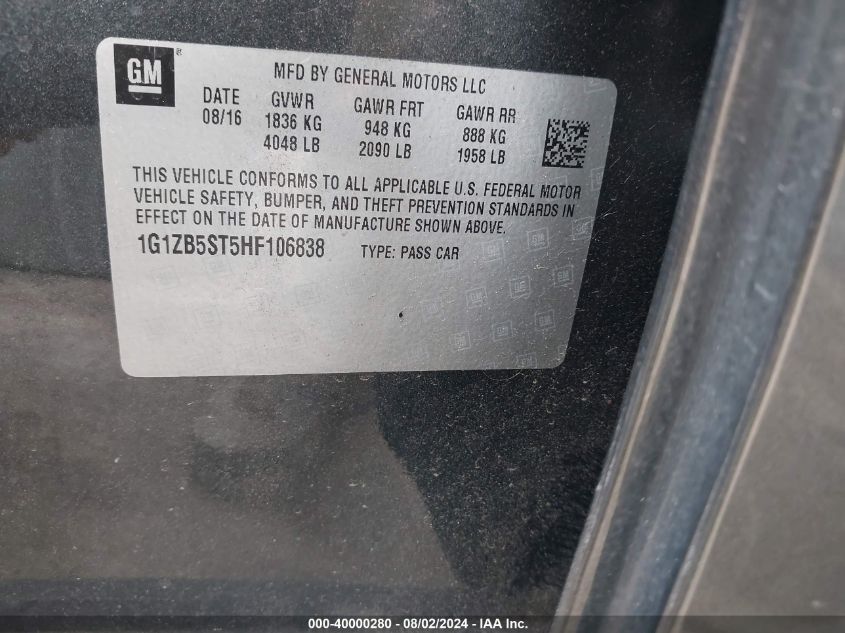 GM
MFD BY GENERAL MOTORS LLC
DATE GVWR GAWR FRT GAWR RR
08/16 1836 KG 948 KG 888 KG
4048 LB 2090 LB 1958 LB
THIS VEHICLE CONFORMS TO ALL APPLICABLE U.S. FEDERAL MOTOR
VEHICLE SAFETY, BUMPER, AND THEFT PREVENTION STANDARDS IN
EFFECT ON THE DATE OF MANUFACTURE SHOWN ABOVE.
1G1ZB5ST5HF106838 TYPE: PASS CAR
000-40000280 - 08/02/2024 - IAA Inc.